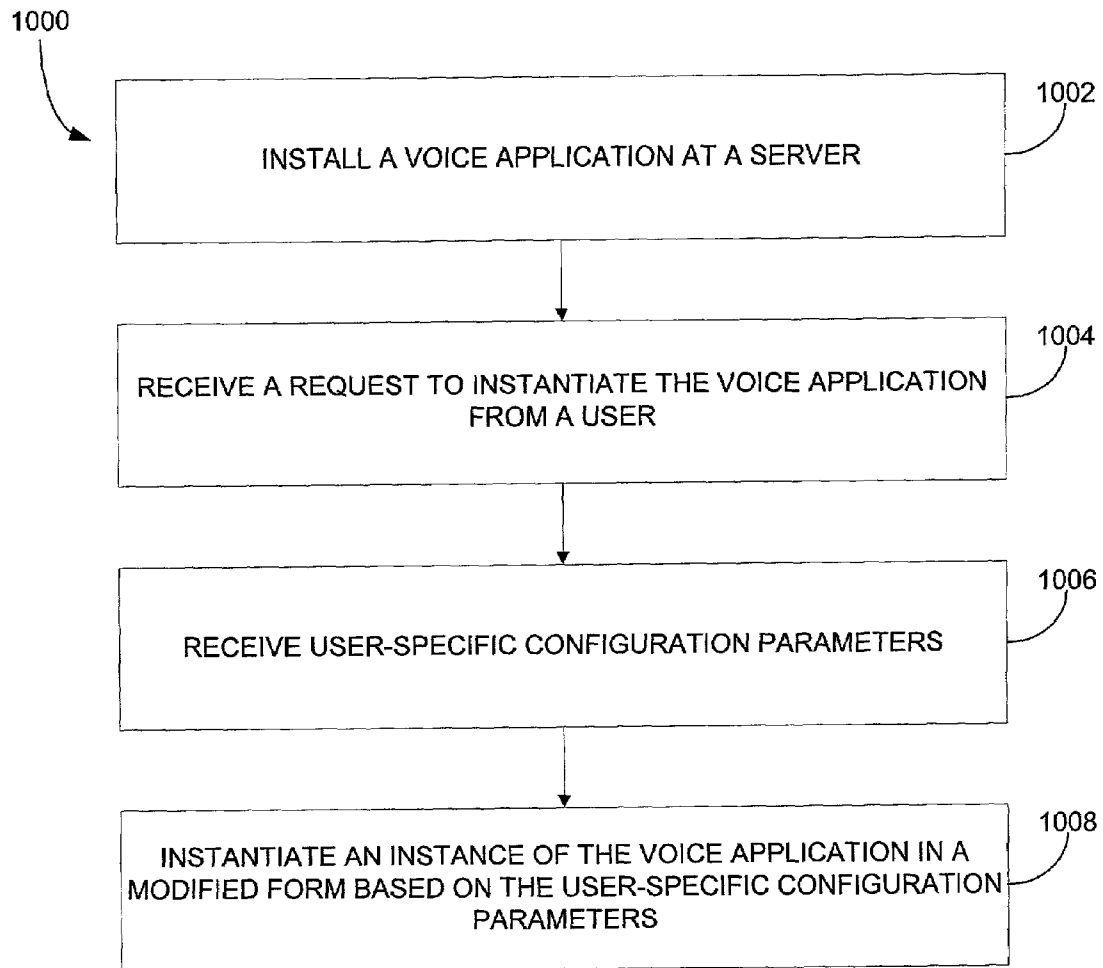 1000
1002
INSTALL A VOICE APPLICATION AT A SERVER
1004
RECEIVE A REQUEST TO INSTANTIATE THE VOICE APPLICATION
FROM A USER
1006
RECEIVE USER-SPECIFIC CONFIGURATION PARAMETERS
1008
INSTANTIATE AN INSTANCE OF THE VOICE APPLICATION IN A
MODIFIED FORM BASED ON THE USER-SPECIFIC CONFIGURATION
PARAMETERS